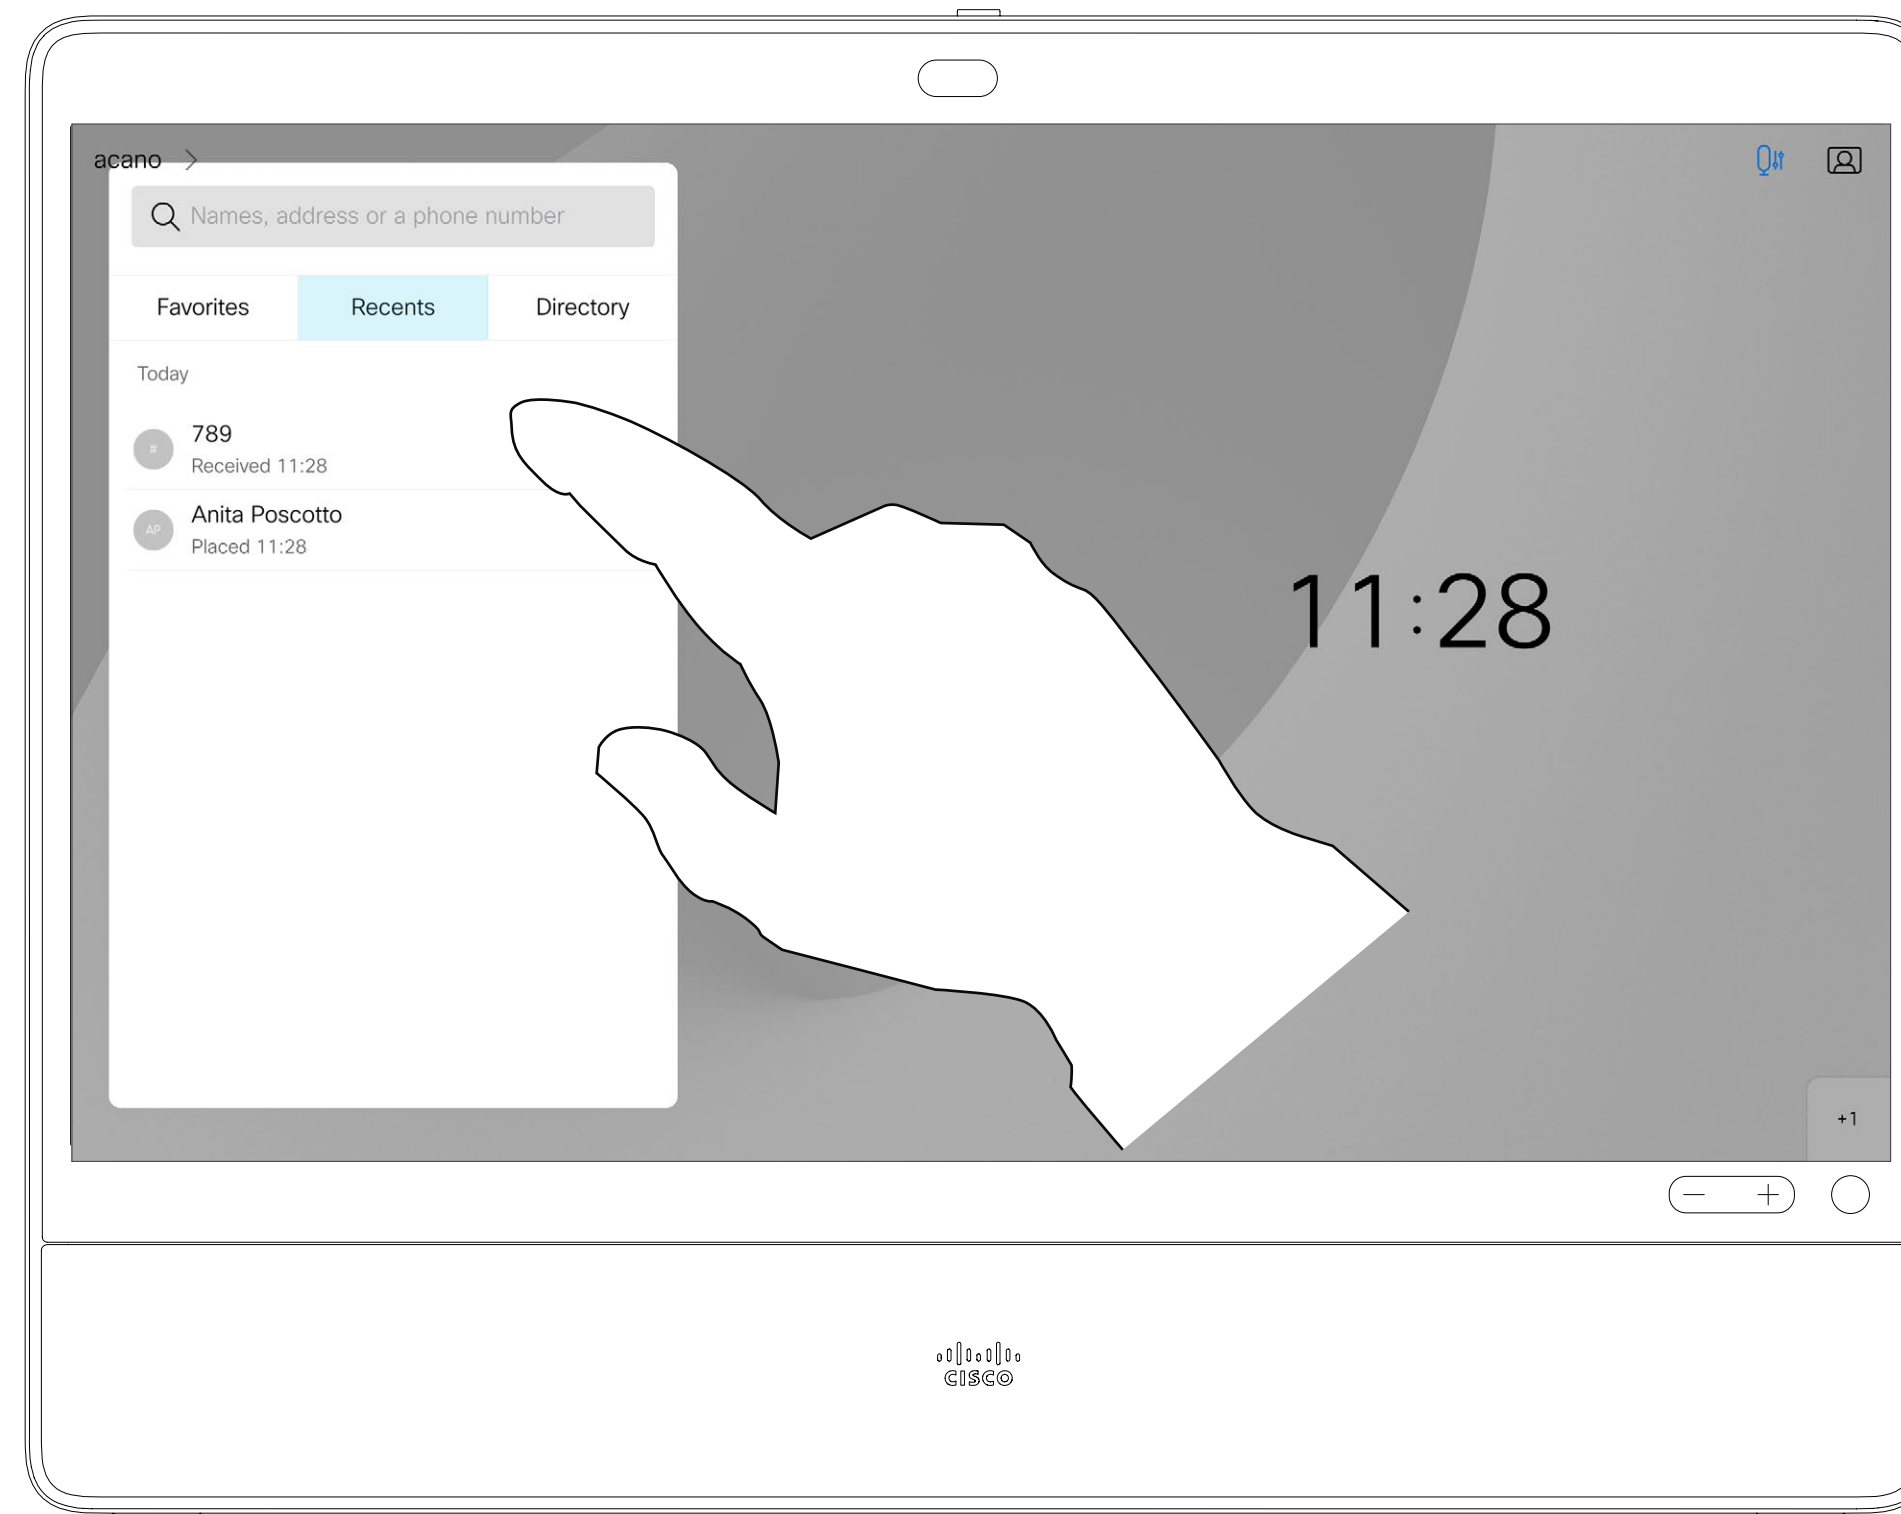 acano
Names, address or a phone number
Favorites Recents Directory
Today
#
789
Received 11:28
AP
Anita Poscotto
Placed 11:28
11:28
+1
CISCO